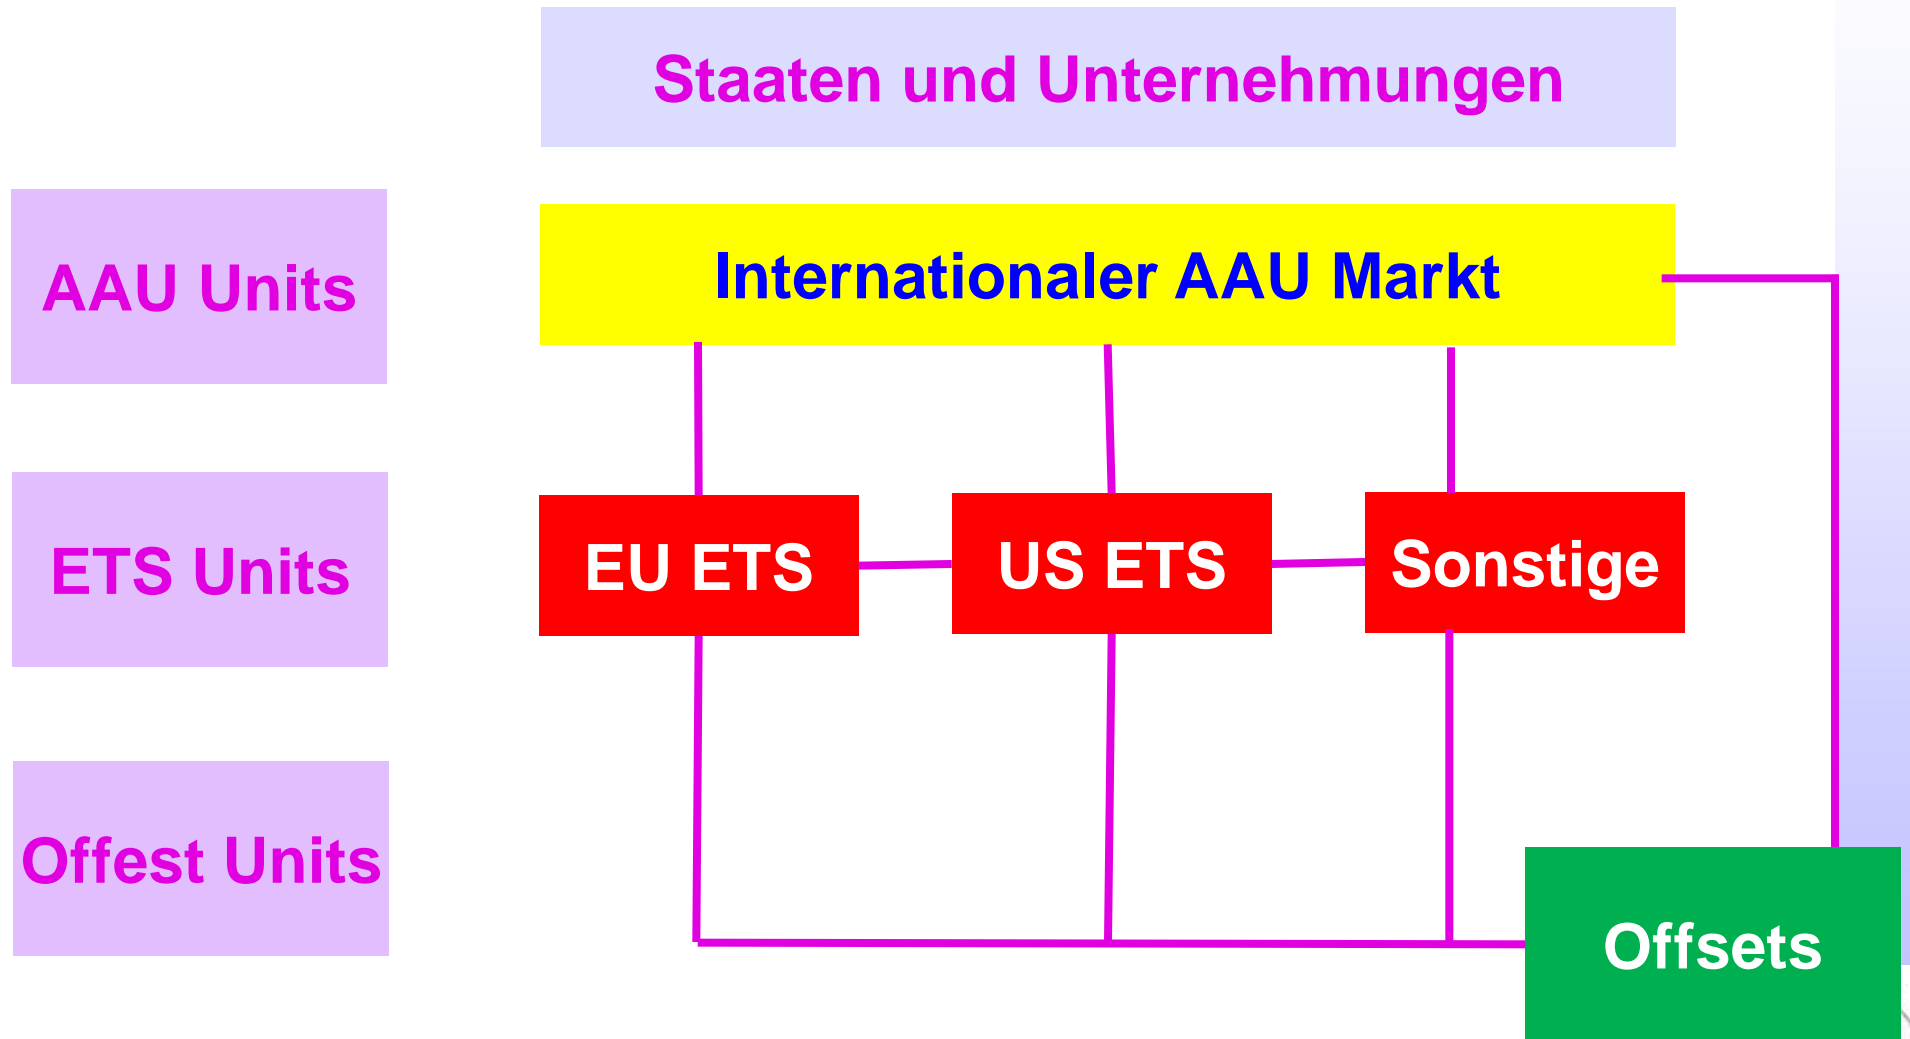 Staaten und Unternehmungen
AAU Units
Internationaler AAU Markt
ETS Units
EU ETS
US ETS
Sonstige
Offest Units
Offsets